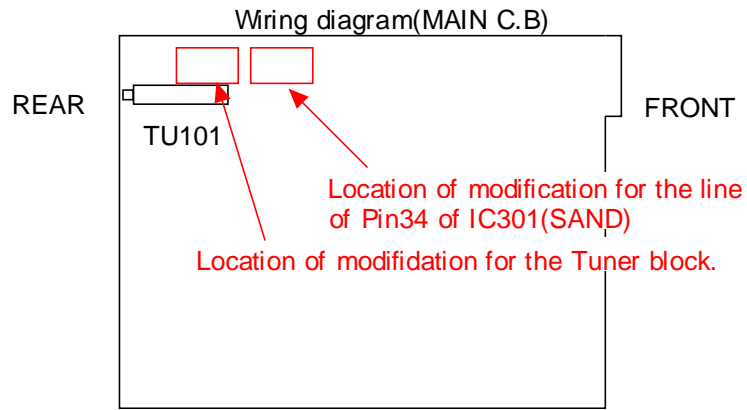 Wiring diagram(MAIN C.B)
REAR
FRONT
TU101
Location of modification for the line
of Pin34 of IC301(SAND)
Location of modifidation for the Tuner block.